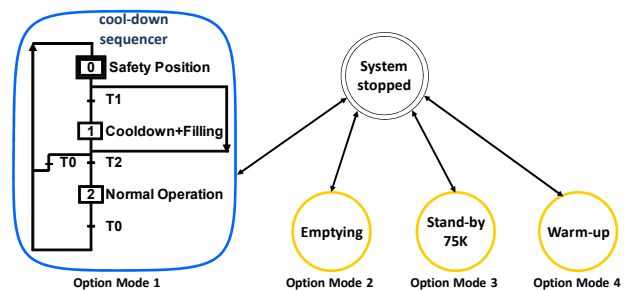 cool-down
sequencer
0 Safety Position
T1
1 Cooldown+Filling
T0 T2
2 Normal Operation
T0
Option Mode 1
System
stopped
Emptying
Option Mode 2
Stand-by
75K
Option Mode 3
Warm-up
Option Mode 4